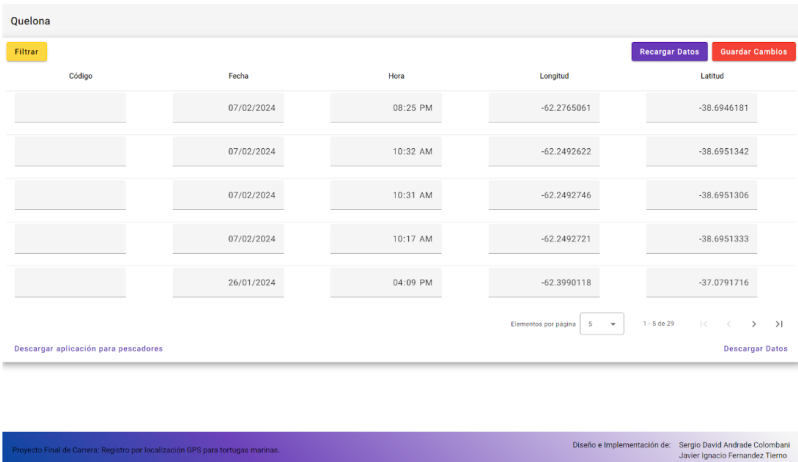 Quelona
Filtrar Recargar Datos Guardar Cambios
Código Fecha Hora Longitud Latitud
07/02/2024 08:25 PM -62.2765061 -38.6946181
07/02/2024 10:32 AM -62.2492622 -38.6951342
07/02/2024 10:31 AM -62.2492746 -38.6951306
07/02/2024 10:17 AM -62.2492721 -38.6951333
26/01/2024 04:09 PM -62.3990118 -37.0791716
Elementos por página 5 1 - 5 de 29
Descargar aplicación para pescadores Descargar Datos
Proyecto Final de Carrera: Registro por localización GPS para tortugas marinas. Diseño e Implementación de: Sergio David Andrade Colombani
Javier Ignacio Fernandez Tierno